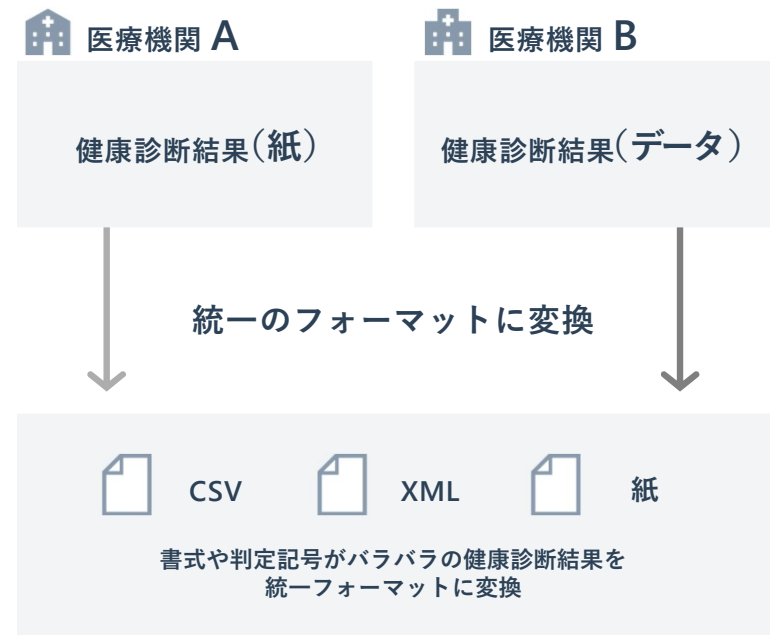 医療機関 A
医療機関 B
健康診断結果(紙)
健康診断結果(データ)
統一のフォーマットに変換
CSV
XML
紙
書式や判定記号がバラバラの健康診断結果を
統一フォーマットに変換